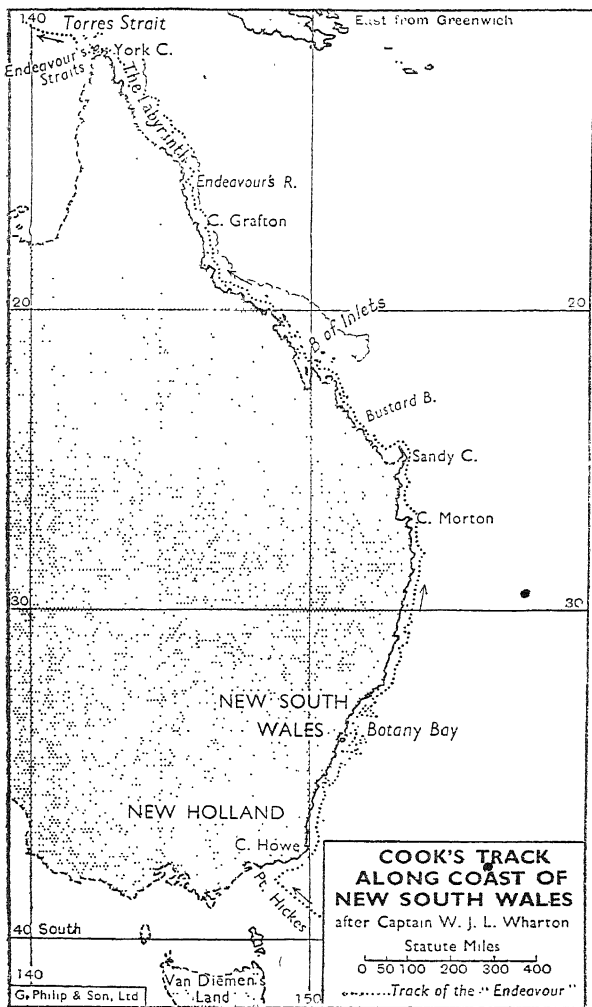 140
Torres Strait
East from Greenwich
York C.
Endeavour's
Straits
The Labyrinth
Endeavour's R.
C. Grafton
20
20
B of Inlets
Bustard B.
Sandy C.
C. Morton
30
30
NEW SOUTH
WALES
Botany Bay
NEW HOLLAND
C. Howe
Pt. Hickes
40
South
140
150
Van Diemen's
Land
G. Philip & Son, Ltd
COOK'S TRACK
ALONG COAST OF
NEW SOUTH WALES
after Captain W. J. L. Wharton
Statute Miles
0 50 100 200 300 400
Track of the "Endeavour"